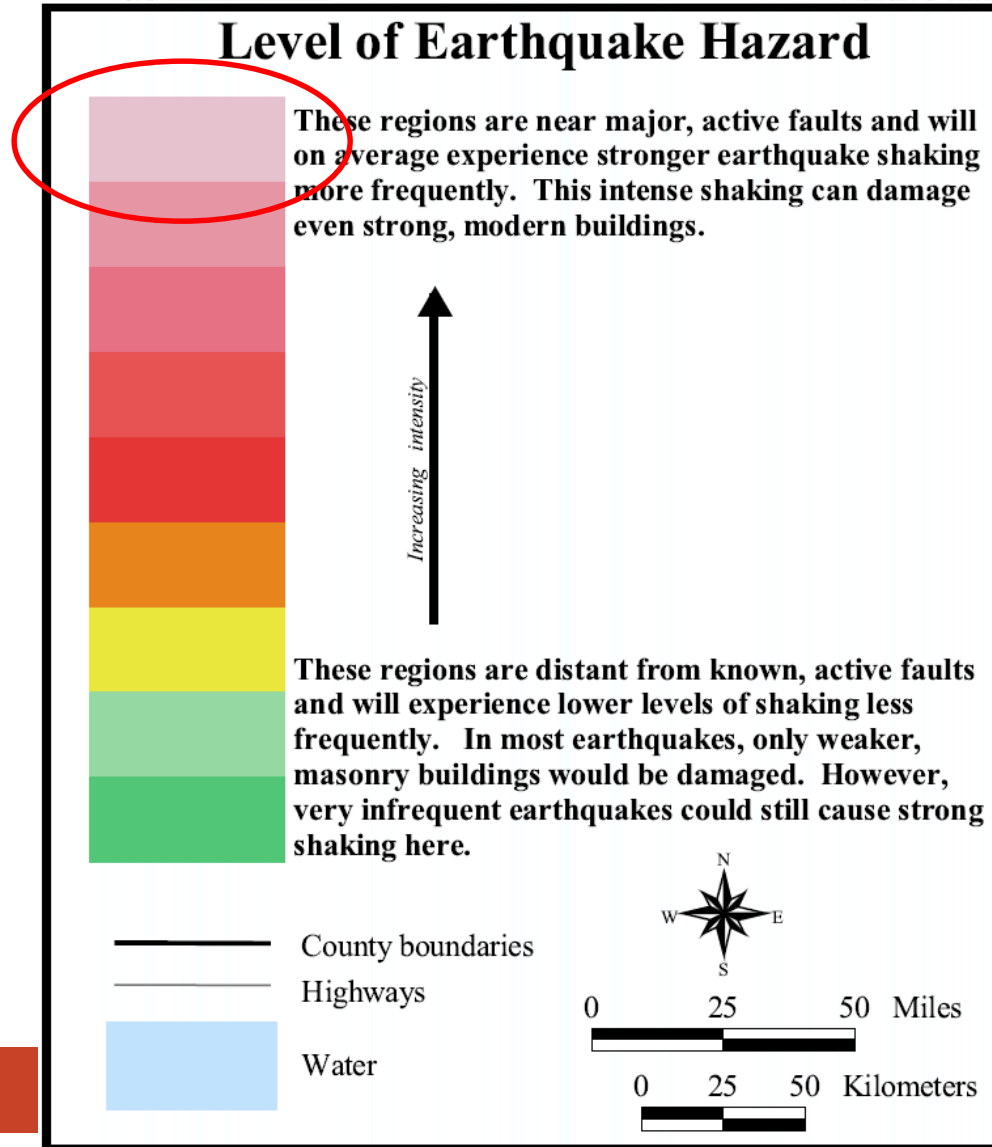 Level of Earthquake Hazard
These regions are near major, active faults and will
on average experience stronger earthquake shaking
more frequently.  This intense shaking can damage
even strong, modern buildings.
Increasing intensity
These regions are distant from known, active faults
and will experience lower levels of shaking less
frequently.  In most earthquakes, only weaker,
masonry buildings would be damaged.  However,
very infrequent earthquakes could still cause strong
shaking here.
N
W E
S
County boundaries
Highways
Water
0 25 50 Miles
0 25 50 Kilometers